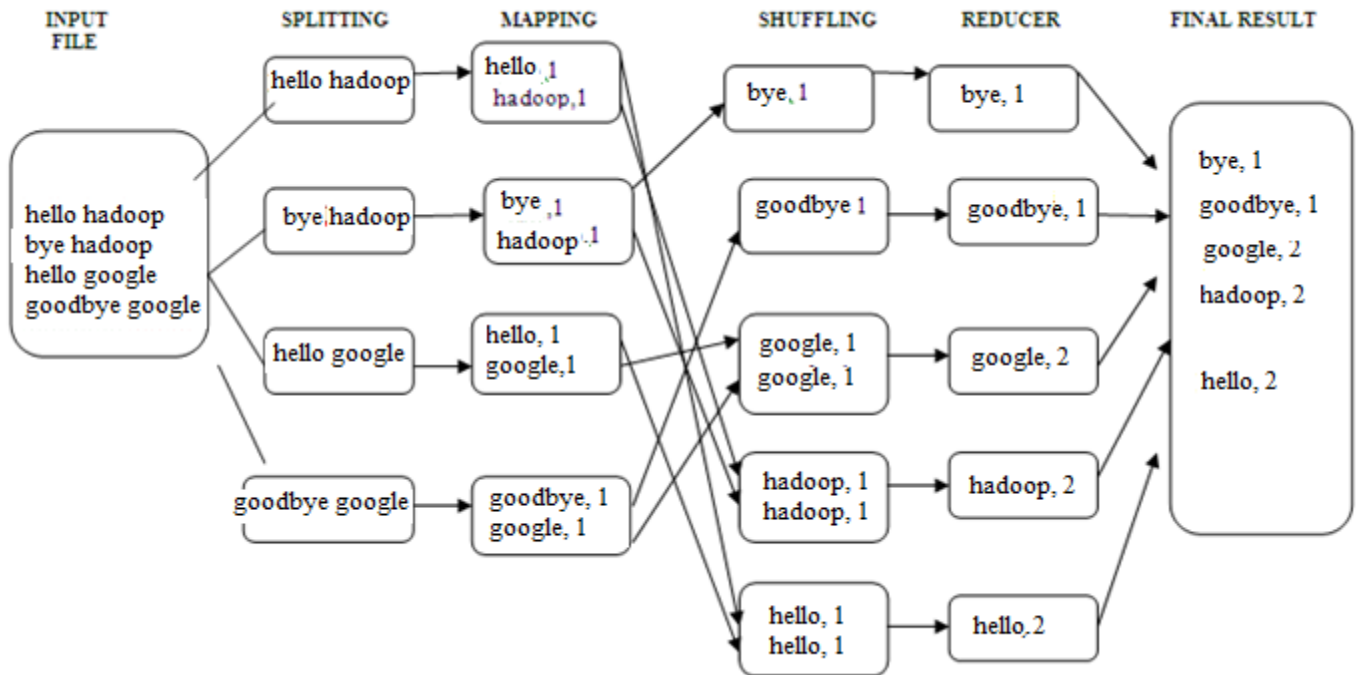 INPUT
FILE
SPLITTING
MAPPING
SHUFFLING
REDUCER
FINAL RESULT
hello hadoop
bye hadoop
hello google
goodbye google
hello hadoop
bye hadoop
hello google
goodbye google
hello, 1
hadoop,1
bye ,1
hadoop ,1
hello, 1
google,1
goodbye, 1
google, 1
bye, 1
goodbye 1
google, 1
google, 1
hadoop, 1
hadoop, 1
hello, 1
hello, 1
bye, 1
goodbye, 1
google, 2
hadoop, 2
hello, 2
bye, 1
goodbye, 1
google, 2
hadoop, 2
hello, 2